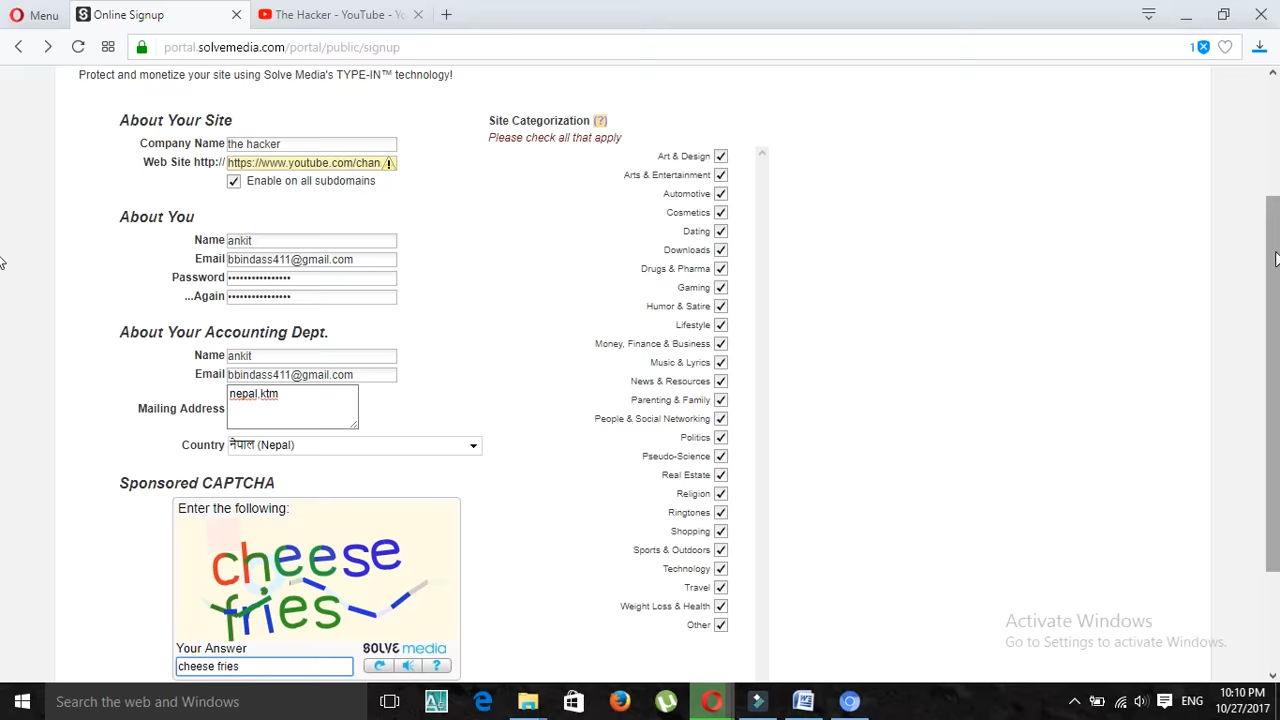 Menu
Online Signup
The Hacker - YouTube - Yo
portal.solvemedia.com/portal/public/signup
1
Protect and monetize your site using Solve Media's TYPE-IN™ technology!
About Your Site
Company Name the hacker
Web Site http:// https://www.youtube.com/chan
Enable on all subdomains
About You
Name ankit
Email bbindass411@gmail.com
Password ••••••••••••••••
...Again ••••••••••••••••
About Your Accounting Dept.
Name ankit
Email bbindass411@gmail.com
Mailing Address nepal.ktm
Country नेपाल (Nepal)
Sponsored CAPTCHA
Enter the following:
cheese
fries
Your Answer
SOLVE media
cheese fries
?
Site Categorization (?)
Please check all that apply
Art & Design
Arts & Entertainment
Automotive
Cosmetics
Dating
Downloads
Drugs & Pharma
Gaming
Humor & Satire
Lifestyle
Money, Finance & Business
Music & Lyrics
News & Resources
Parenting & Family
People & Social Networking
Politics
Pseudo-Science
Real Estate
Religion
Ringtones
Shopping
Sports & Outdoors
Technology
Travel
Weight Loss & Health
Other
Activate Windows
Go to Settings to activate Windows.
Search the web and Windows
ENG
10:10 PM
10/27/2017